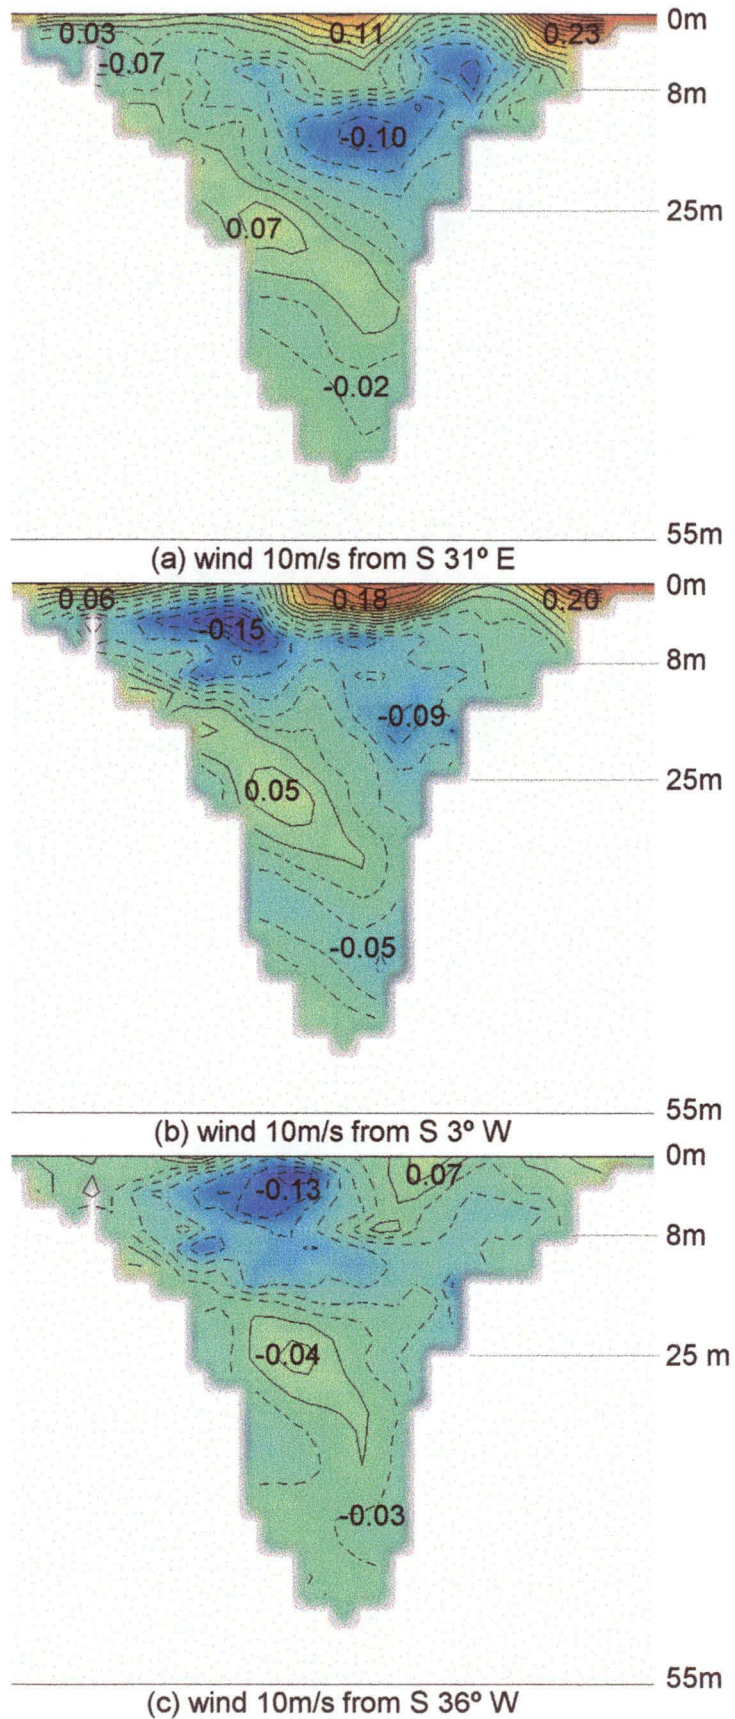 0m
0.03 0.11 0.23
-0.07
8m
-0.10
25m
0.07
-0.02
55m
(a) wind 10m/s from S 31º E
0m
0.06 0.18 0.20
-0.15
8m
-0.09
25m
0.05
-0.05
55m
(b) wind 10m/s from S 3º W
0m
0.07
-0.13
8m
-0.04
25 m
-0.03
55m
(c) wind 10m/s from S 36º W